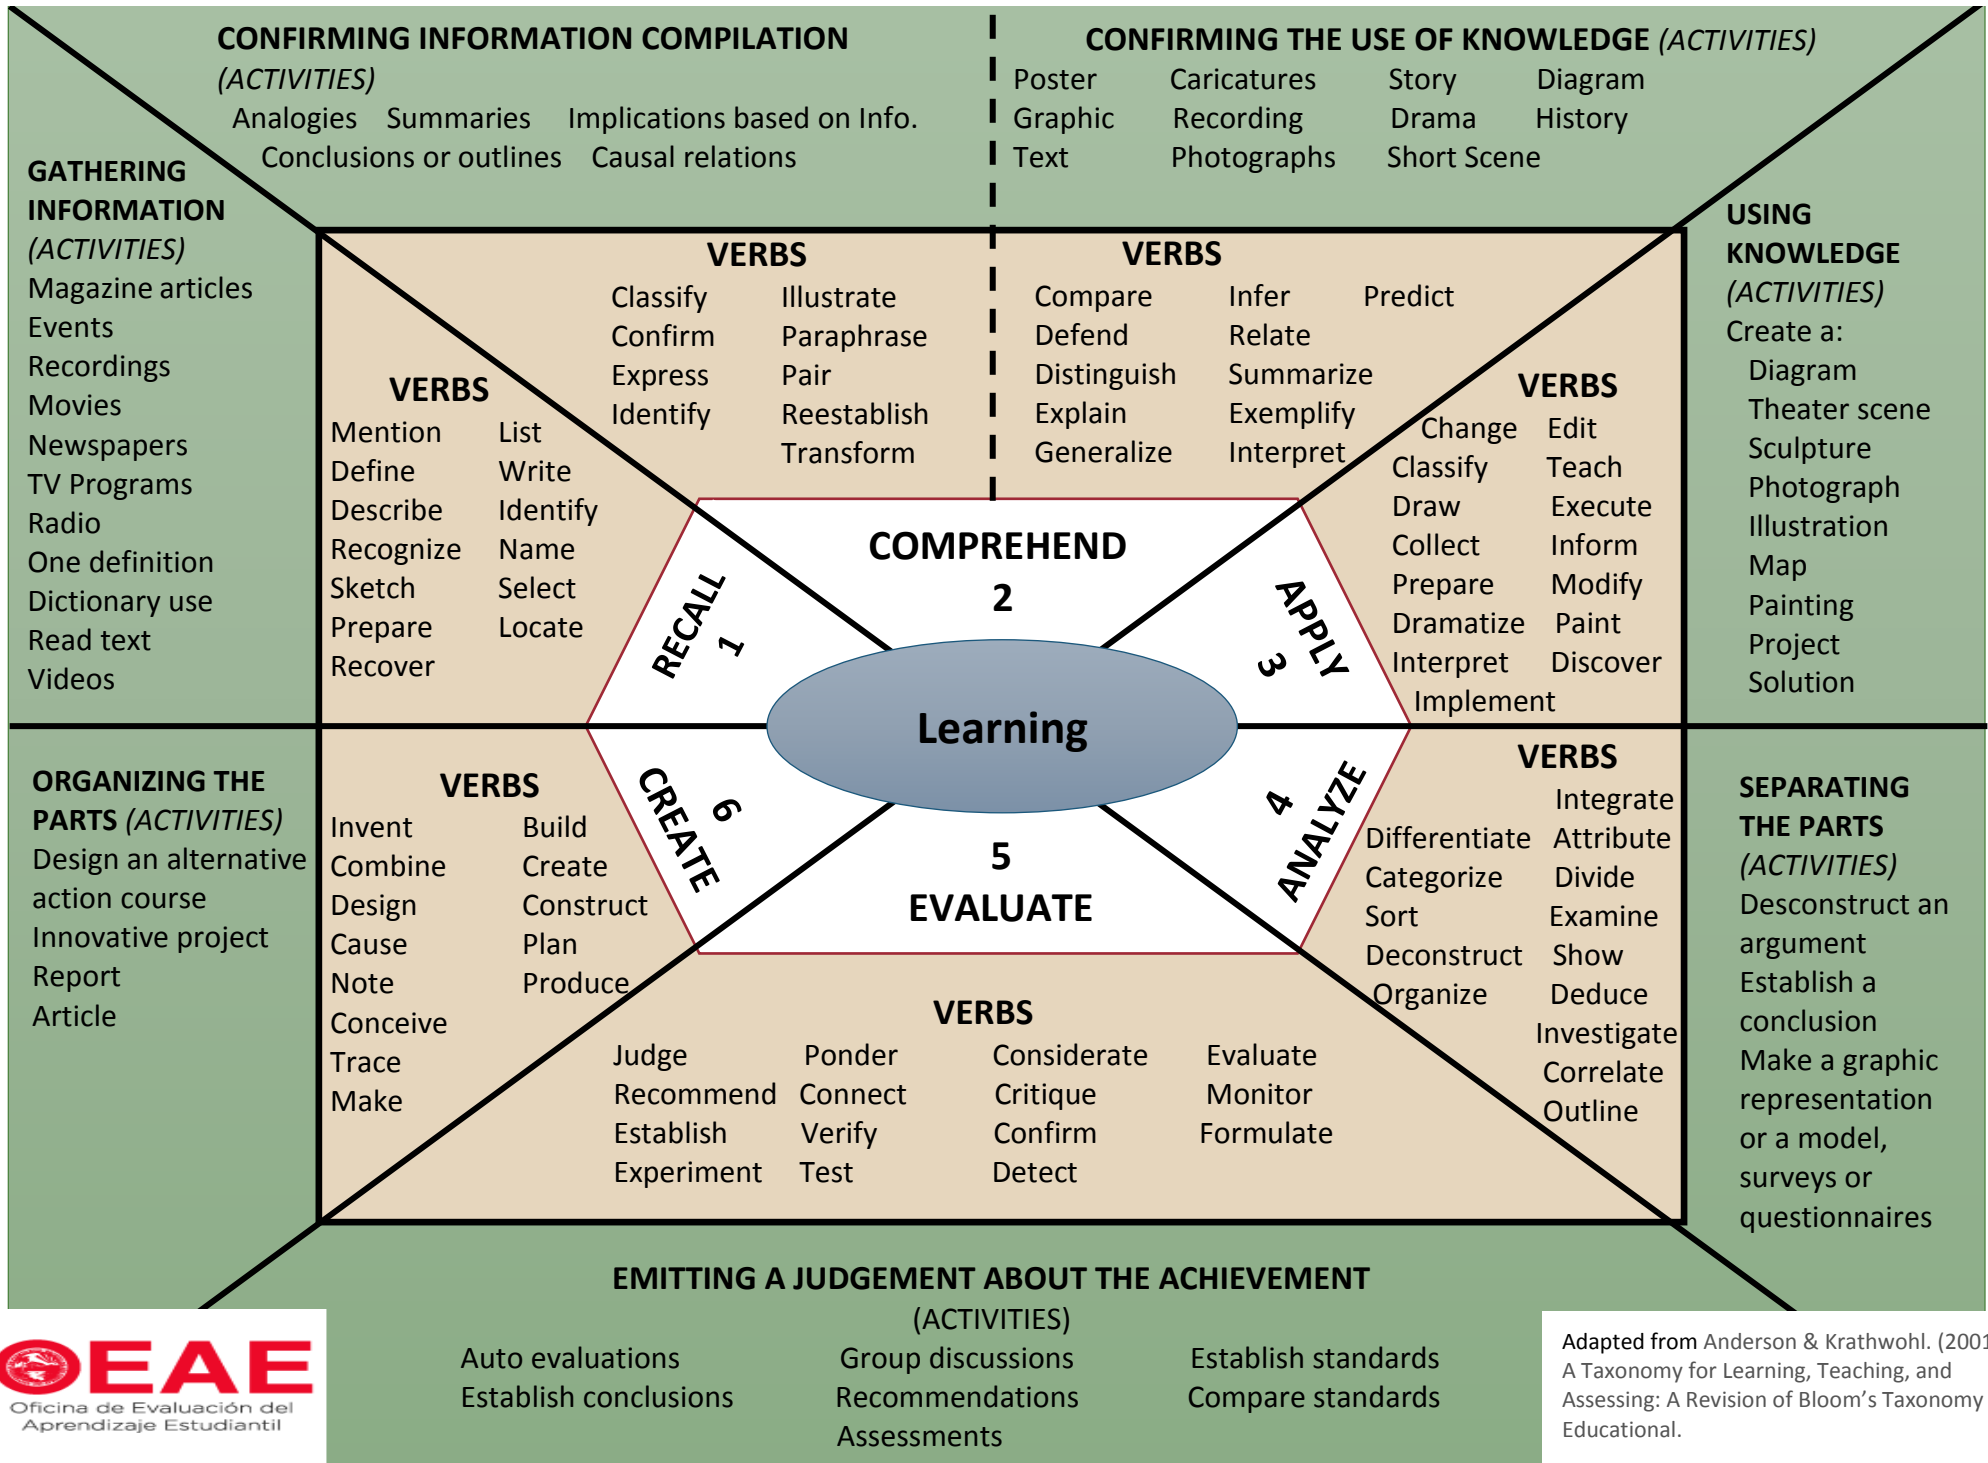 CONFIRMING INFORMATION COMPILATION
(ACTIVITIES)
Analogies Summaries Implications based on Info.
Conclusions or outlines Causal relations
CONFIRMING THE USE OF KNOWLEDGE (ACTIVITIES)
Poster Caricatures Story Diagram
Graphic Recording Drama History
Text Photographs Short Scene
GATHERING
INFORMATION
(ACTIVITIES)
Magazine articles
Events
Recordings
Movies
Newspapers
TV Programs
Radio
One definition
Dictionary use
Read text
Videos
VERBS
Mention List
Define Write
Describe Identify
Recognize Name
Sketch Select
Prepare Locate
Recover
VERBS
Classify Illustrate
Confirm Paraphrase
Express Pair
Identify Reestablish
Transform
VERBS
Compare Infer Predict
Defend Relate
Distinguish Summarize
Explain Exemplify
Generalize Interpret
VERBS
Change Edit
Classify Teach
Draw Execute
Collect Inform
Prepare Modify
Dramatize Paint
Interpret Discover
Implement
USING
KNOWLEDGE
(ACTIVITIES)
Create a:
Diagram
Theater scene
Sculpture
Photograph
Illustration
Map
Painting
Project
Solution
RECALL
1
COMPREHEND
2
APPLY
3
Learning
CREATE
6
5
EVALUATE
4
ANALYZE
ORGANIZING THE
PARTS (ACTIVITIES)
Design an alternative
action course
Innovative project
Report
Article
VERBS
Invent Build
Combine Create
Design Construct
Cause Plan
Note Produce
Conceive
Trace
Make
VERBS
Judge Ponder Considerate Evaluate
Recommend Connect Critique Monitor
Establish Verify Confirm Formulate
Experiment Test Detect
VERBS
Integrate
Differentiate Attribute
Categorize Divide
Sort Examine
Deconstruct Show
Organize Deduce
Investigate
Correlate
Outline
SEPARATING
THE PARTS
(ACTIVITIES)
Desconstruct an
argument
Establish a
conclusion
Make a graphic
representation
or a model,
surveys or
questionnaires
EMITTING A JUDGEMENT ABOUT THE ACHIEVEMENT
(ACTIVITIES)
Auto evaluations Group discussions Establish standards
Establish conclusions Recommendations Compare standards
Assessments
OEAE
Oficina de Evaluación del
Aprendizaje Estudiantil
Adapted from Anderson & Krathwohl. (2001
A Taxonomy for Learning, Teaching, and
Assessing: A Revision of Bloom's Taxonomy
Educational.